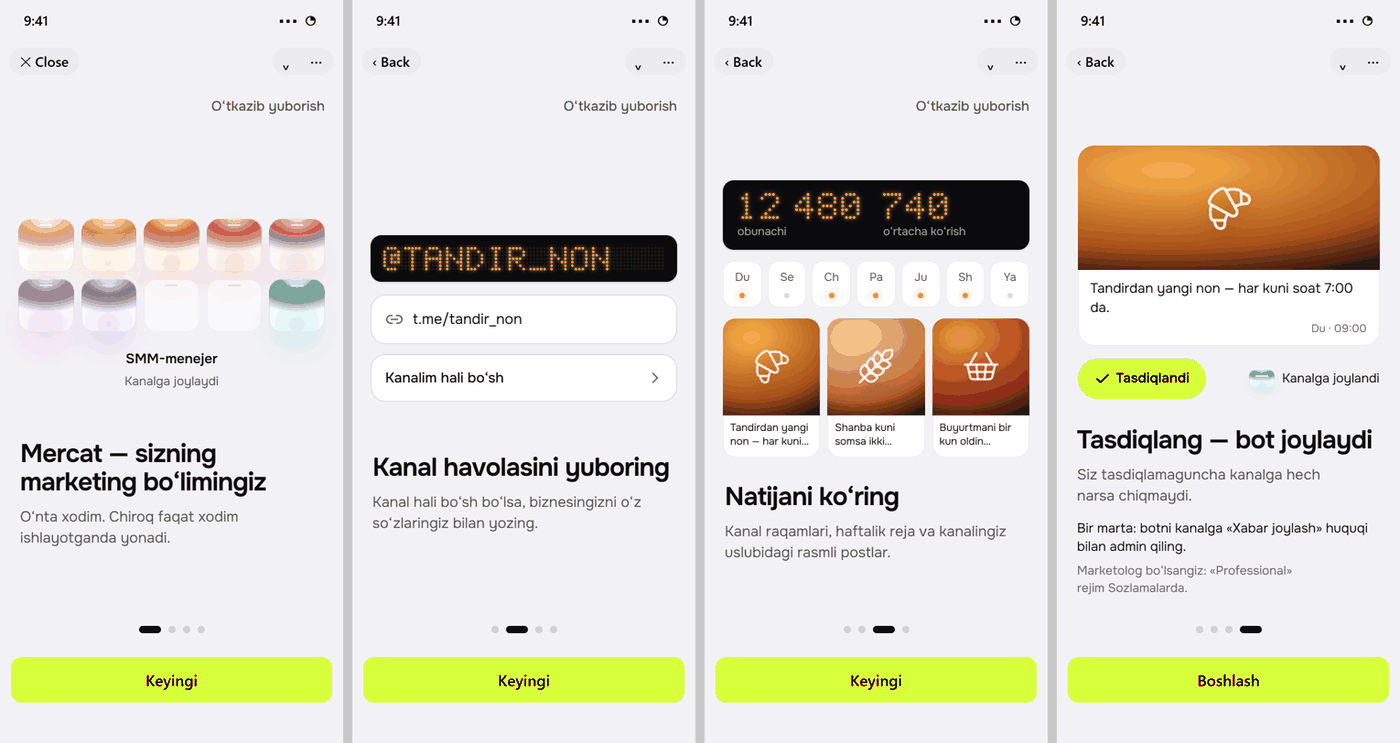 9:41
Close
O‘tkazib yuborish
SMM-menejer
Kanalga joylaydi
Mercat — sizning
marketing bo‘limingiz
O‘nta xodim. Chiroq faqat xodim
ishlayotganda yonadi.
Keyingi
9:41
‹ Back
O‘tkazib yuborish
@TANDIR_NON
t.me/tandir_non
Kanalim hali bo‘sh
Kanal havolasini yuboring
Kanal hali bo‘sh bo‘lsa, biznesingizni o‘z
so‘zlaringiz bilan yozing.
Keyingi
9:41
‹ Back
O‘tkazib yuborish
12 480 740
obunachi o‘rtacha ko‘rish
Du Se Ch Pa Ju Sh Ya
Tandirdan yangi
non — har kuni...
Shanba kuni
somsa ikki...
Buyurtmani bir
kun oldin...
Natijani ko‘ring
Kanal raqamlari, haftalik reja va kanalingiz
uslubidagi rasmli postlar.
Keyingi
9:41
‹ Back
Tandirdan yangi non — har kuni soat 7:00
da.
Du · 09:00
Tasdiqlandi
Kanalga joylandi
Tasdiqlang — bot joylaydi
Siz tasdiqlamaguncha kanalga hech
narsa chiqmaydi.
Bir marta: botni kanalga «Xabar joylash» huquqi
bilan admin qiling.
Marketolog bo‘lsangiz: «Professional»
rejim Sozlamalarda.
Boshlash